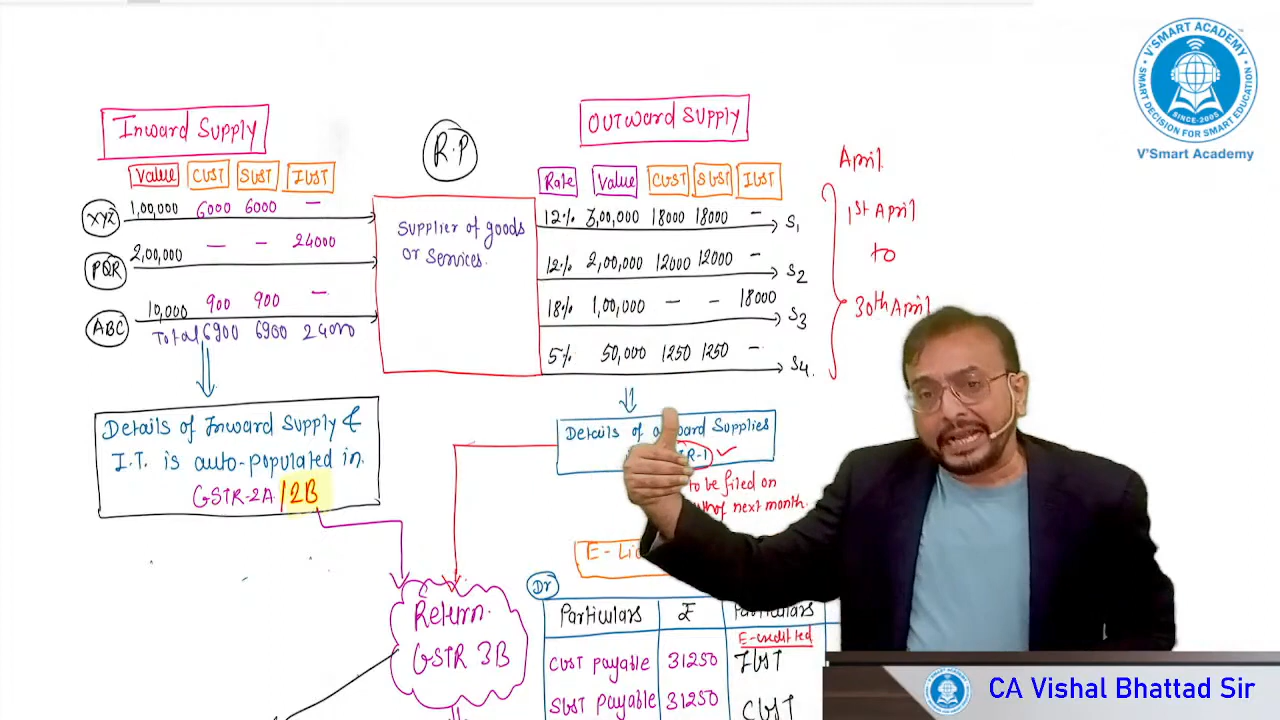 Inward Supply
Value CGST SGST IGST
XYZ 1,00,000 6000 6000 —
PQR 2,00,000 — — 24000
ABC 10,000 900 900 —
Total 6900 6900 24000
Details of Inward Supply &
I.T. is auto-populated in.
GSTR-2A /2B
R.P
Supplier of goods
or Services.
Outward Supply
Rate Value CGST SGST IGST
12% 3,00,000 18000 18000 — S1
12% 2,00,000 12000 12000 — S2
18% 1,00,000 — — 18000 S3
5% 50,000 1250 1250 — S4.
April
1st April
to
30th April
Details of Supplies
R-1
to be filed on
of next month.
Return.
GSTR 3B
Dr
Particulars ₹ Particulars
E-credit led
CGST payable 31250 IGST
SGST payable 31250 CGST
V'SMART ACADEMY
SMART DECISION FOR SMART EDUCATION
SINCE-2005
V'Smart Academy
CA Vishal Bhattad Sir